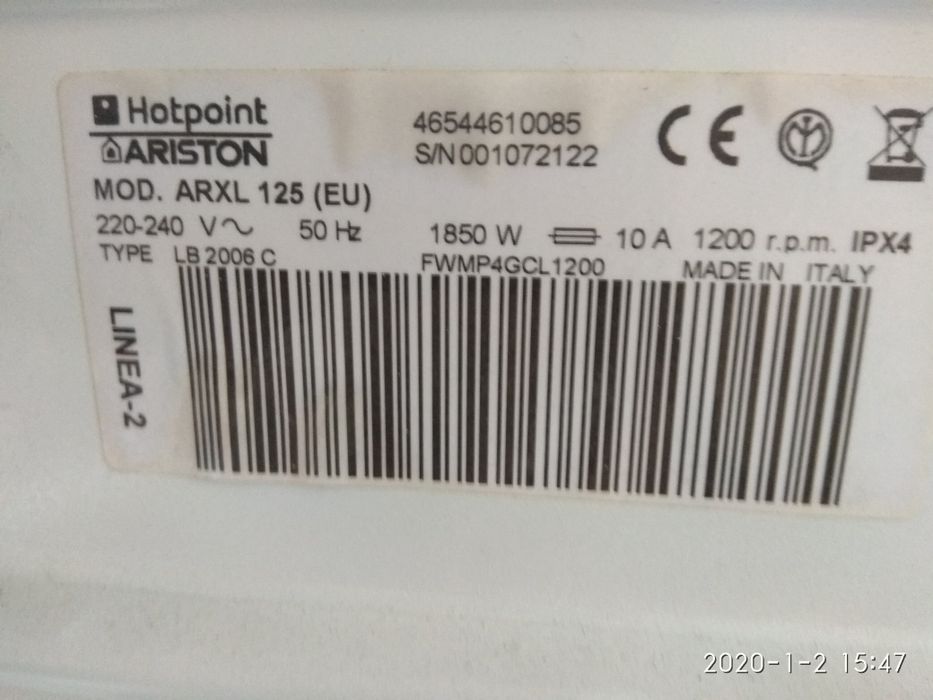 Hotpoint
ARISTON
46544610085
S/N 001072122
CE
MOD. ARXL 125 (EU)
220-240 V~ 50 Hz 1850 W 10 A 1200 r.p.m. IPX4
TYPE LB 2006 C FWMP4GCL1200 MADE IN ITALY
LINEA-2
2020-1-2 15:47